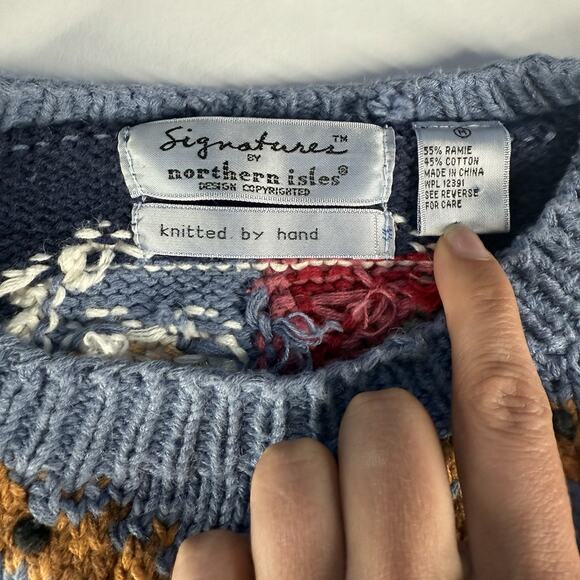 Signatures™
BY
northern isles®
DESIGN COPYRIGHTED
knitted by hand
M
55% RAMIE
45% COTTON
MADE IN CHINA
WPL 12391
SEE REVERSE
FOR CARE